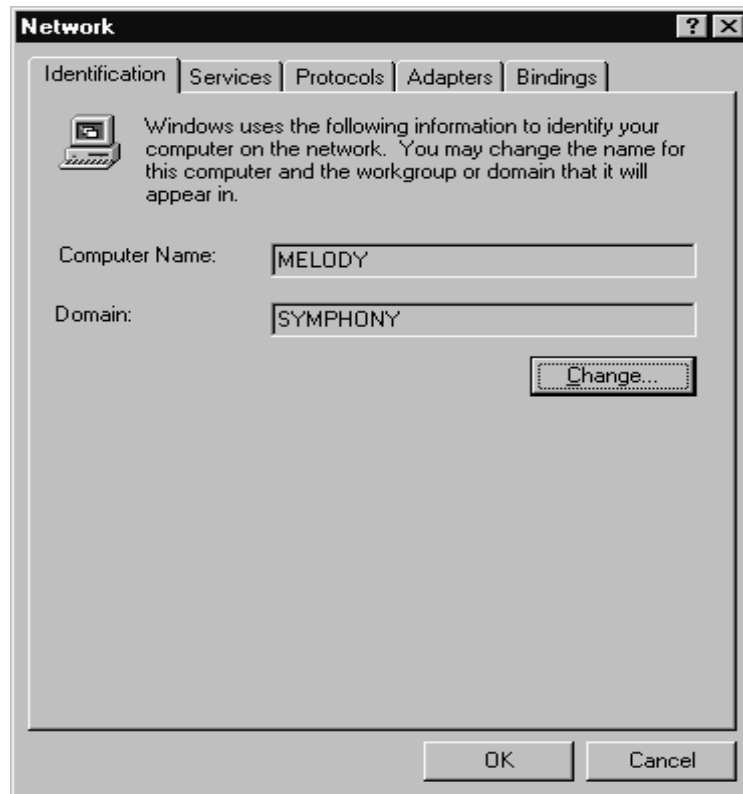 Network
Identification Services Protocols Adapters Bindings
Windows uses the following information to identify your
computer on the network. You may change the name for
this computer and the workgroup or domain that it will
appear in.
Computer Name: MELODY
Domain: SYMPHONY
Change...
OK Cancel